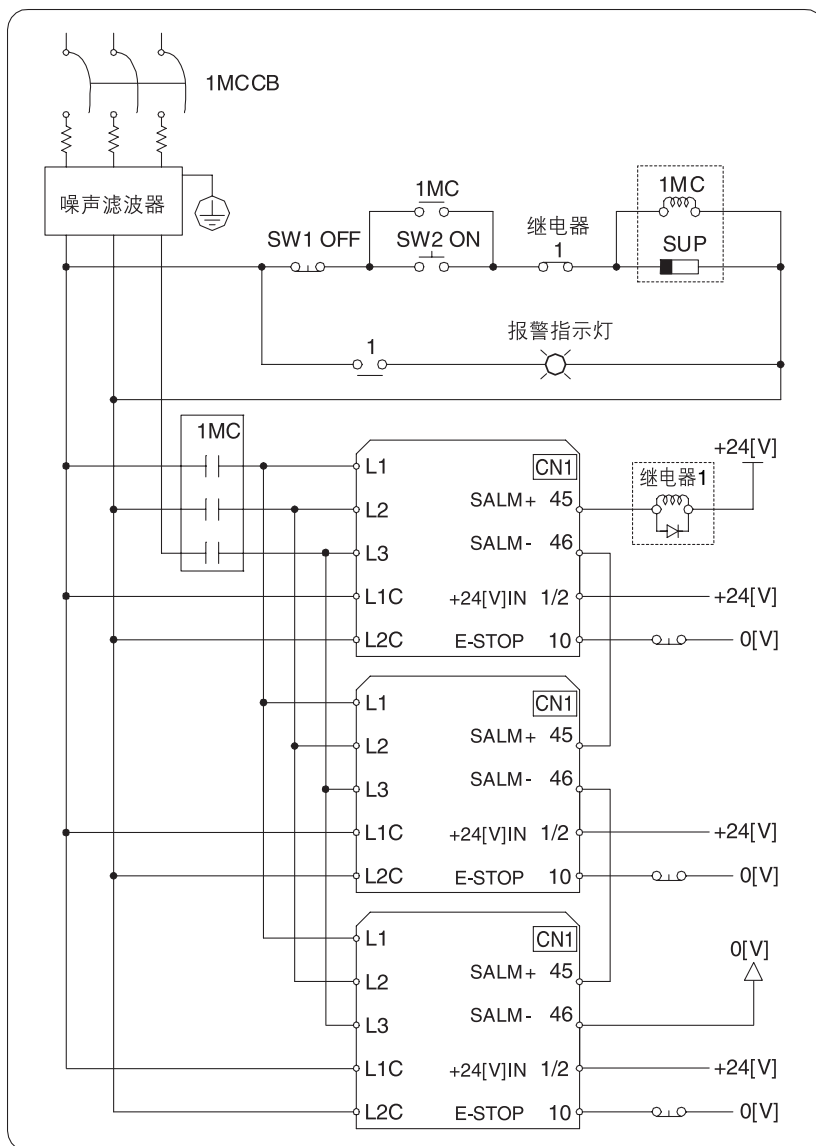 1MCCB
噪声滤波器
1MC
SW1 OFF
SW2 ON
继电器
1
1MC
SUP
1
报警指示灯
1MC
L1
L2
L3
L1C
L2C
CN1
SALM+ 45
SALM- 46
+24[V]IN 1/2
E-STOP 10
继电器1
+24[V]
+24[V]
0[V]
L1
L2
L3
L1C
L2C
CN1
SALM+ 45
SALM- 46
+24[V]IN 1/2
E-STOP 10
+24[V]
0[V]
L1
L2
L3
L1C
L2C
CN1
SALM+ 45
SALM- 46
+24[V]IN 1/2
E-STOP 10
0[V]
+24[V]
0[V]